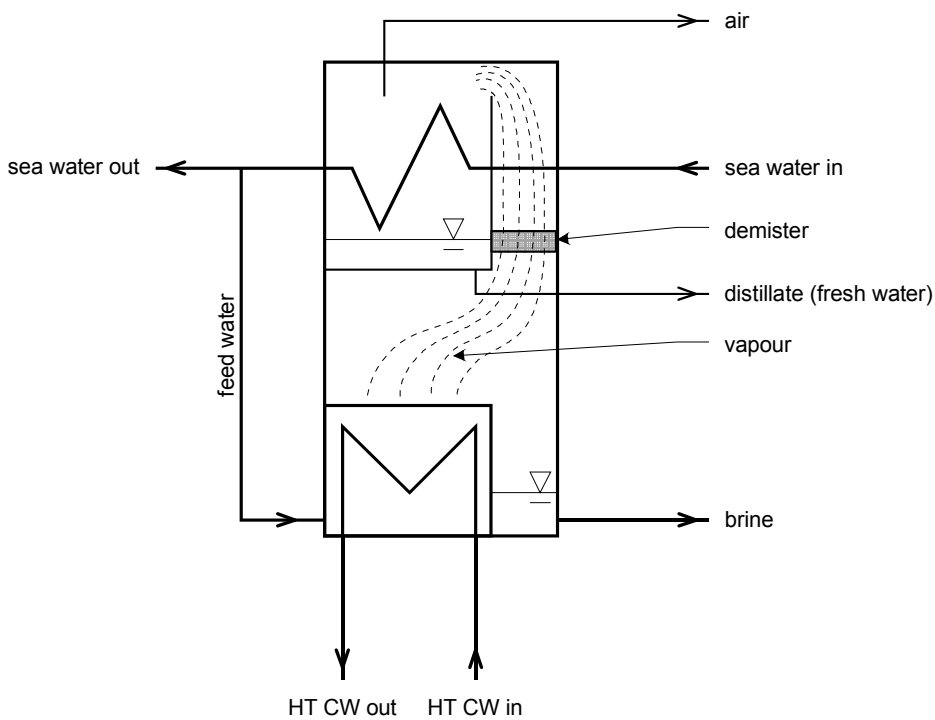 air
sea water out
sea water in
demister
distillate (fresh water)
vapour
feed water
brine
HT CW out
HT CW in